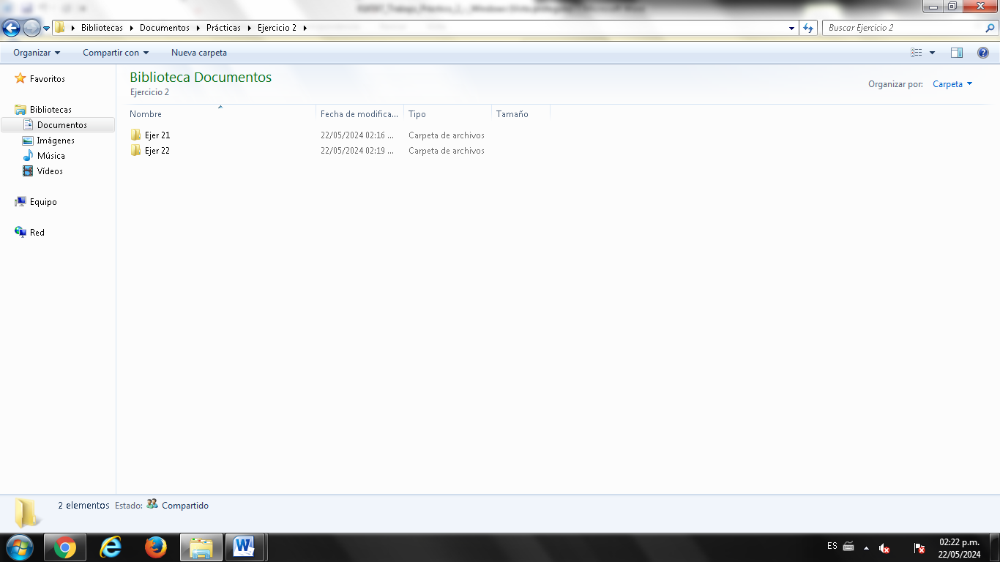 Bibliotecas Documentos Prácticas Ejercicio 2
Buscar Ejercicio 2
Organizar Compartir con Nueva carpeta
Favoritos
Bibliotecas
Documentos
Imágenes
Música
Vídeos
Equipo
Red
Biblioteca Documentos
Ejercicio 2
Organizar por: Carpeta
Nombre Fecha de modifica... Tipo Tamaño
Ejer 21 22/05/2024 02:16 ... Carpeta de archivos
Ejer 22 22/05/2024 02:19 ... Carpeta de archivos
2 elementos Estado: Compartido
ES
02:22 p.m.
22/05/2024